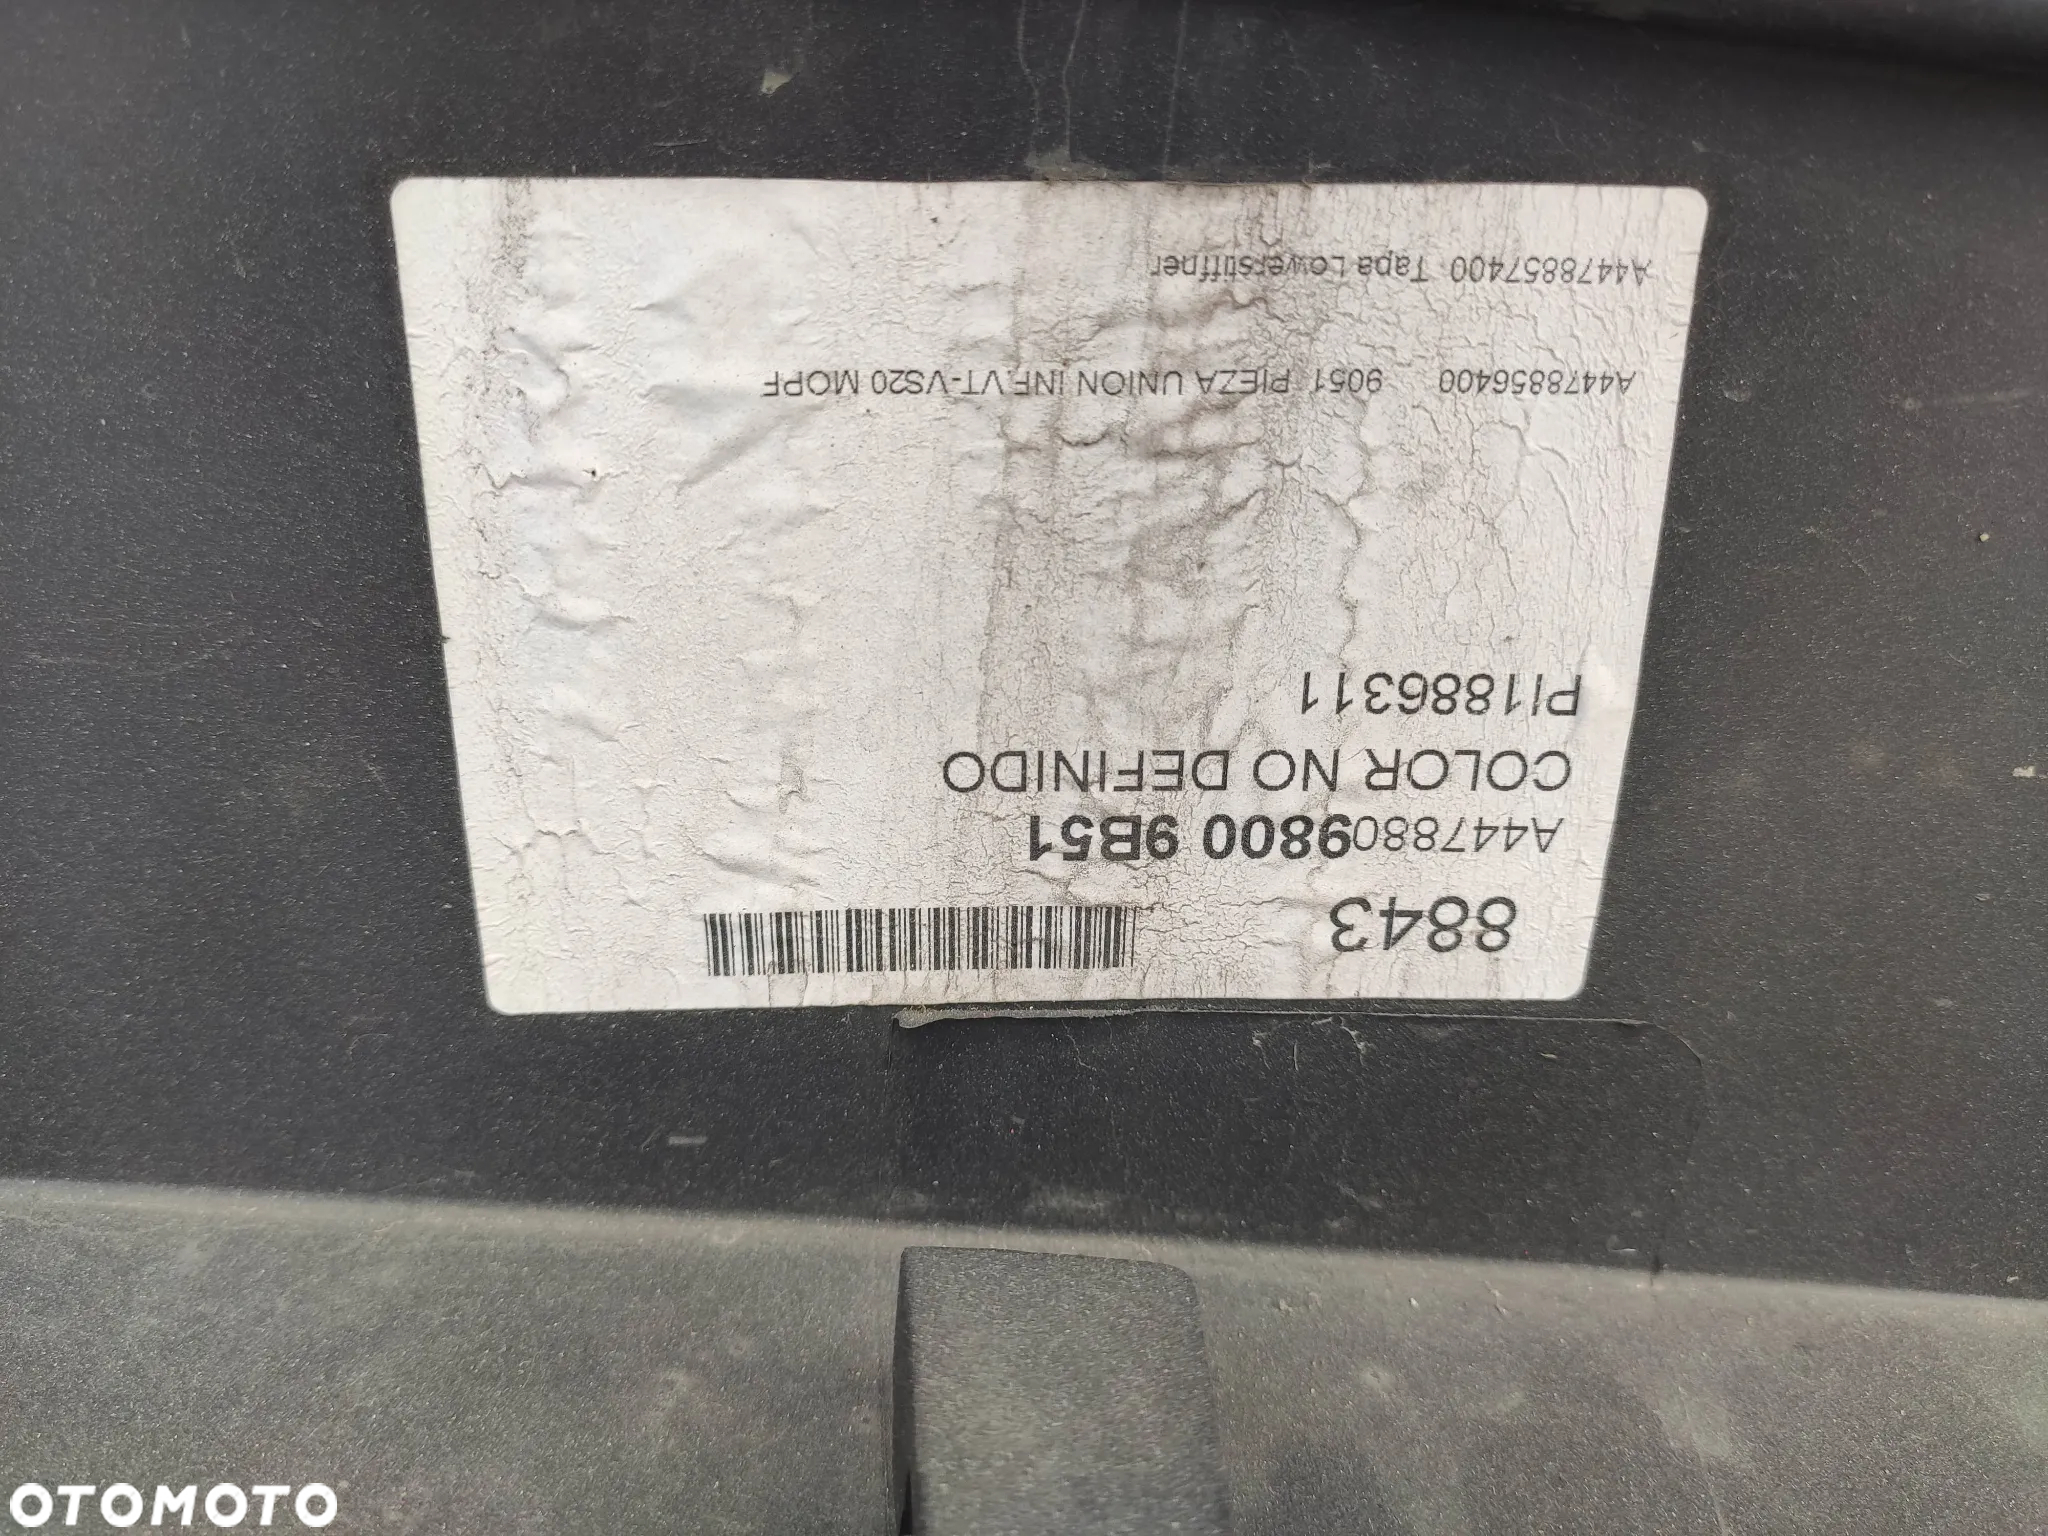 8843
A4478809800 9B51
COLOR NO DEFINIDO
PI1886311
A4478856400 9051 PIEZA UNION INF.VT-VS20 MOPF
A4478857400 Tapa Lowerstiffner
OTOMOTO